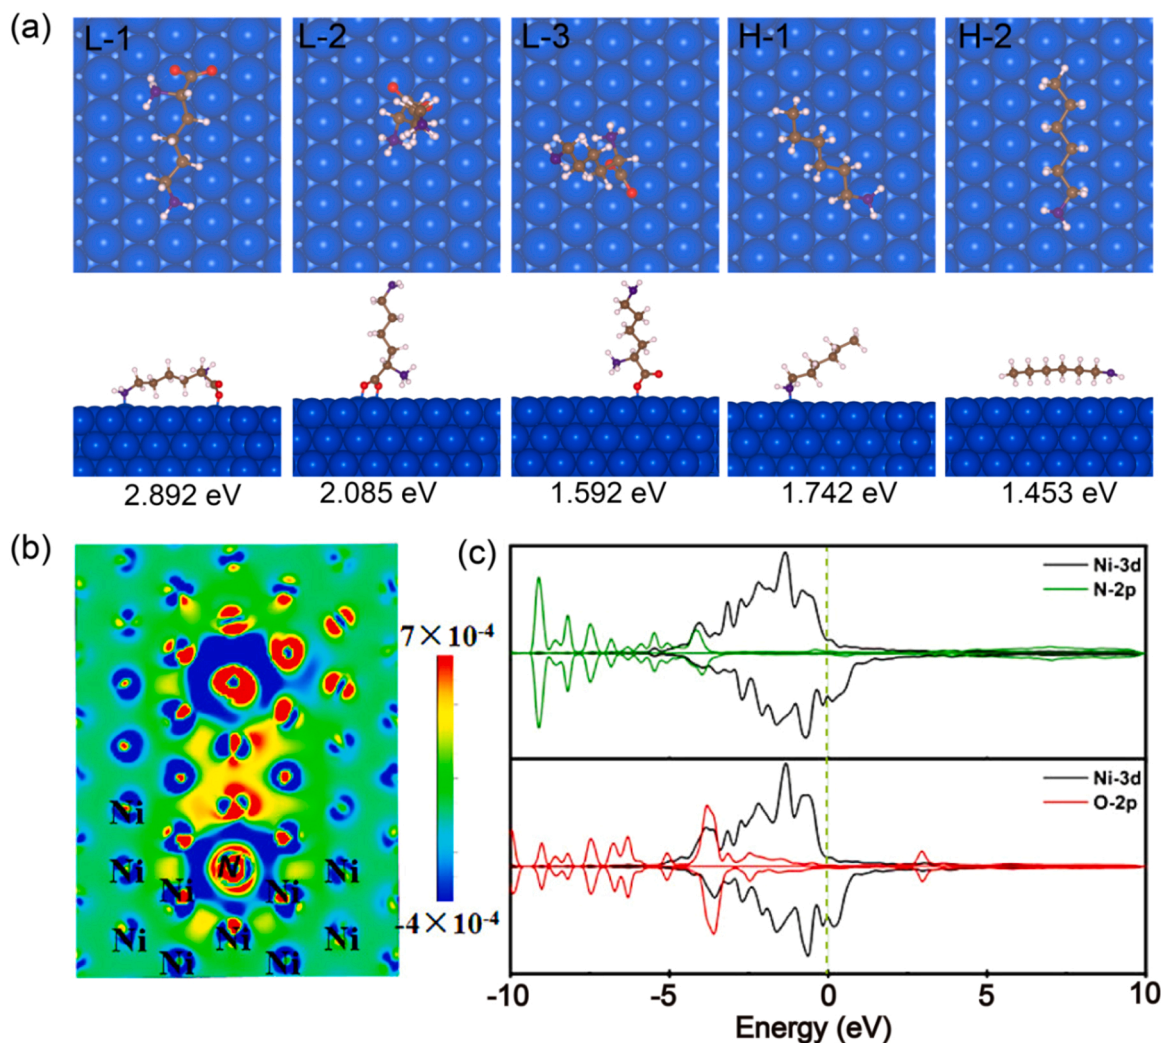 (a)
L-1 L-2 L-3 H-1 H-2
2.892 eV 2.085 eV 1.592 eV 1.742 eV 1.453 eV
(b)
7×10⁻⁴
-4×10⁻⁴
Ni
N
Ni Ni
Ni Ni
Ni Ni Ni
Ni Ni
(c)
Ni-3d
N-2p
Ni-3d
O-2p
-10 -5 0 5 10
Energy (eV)